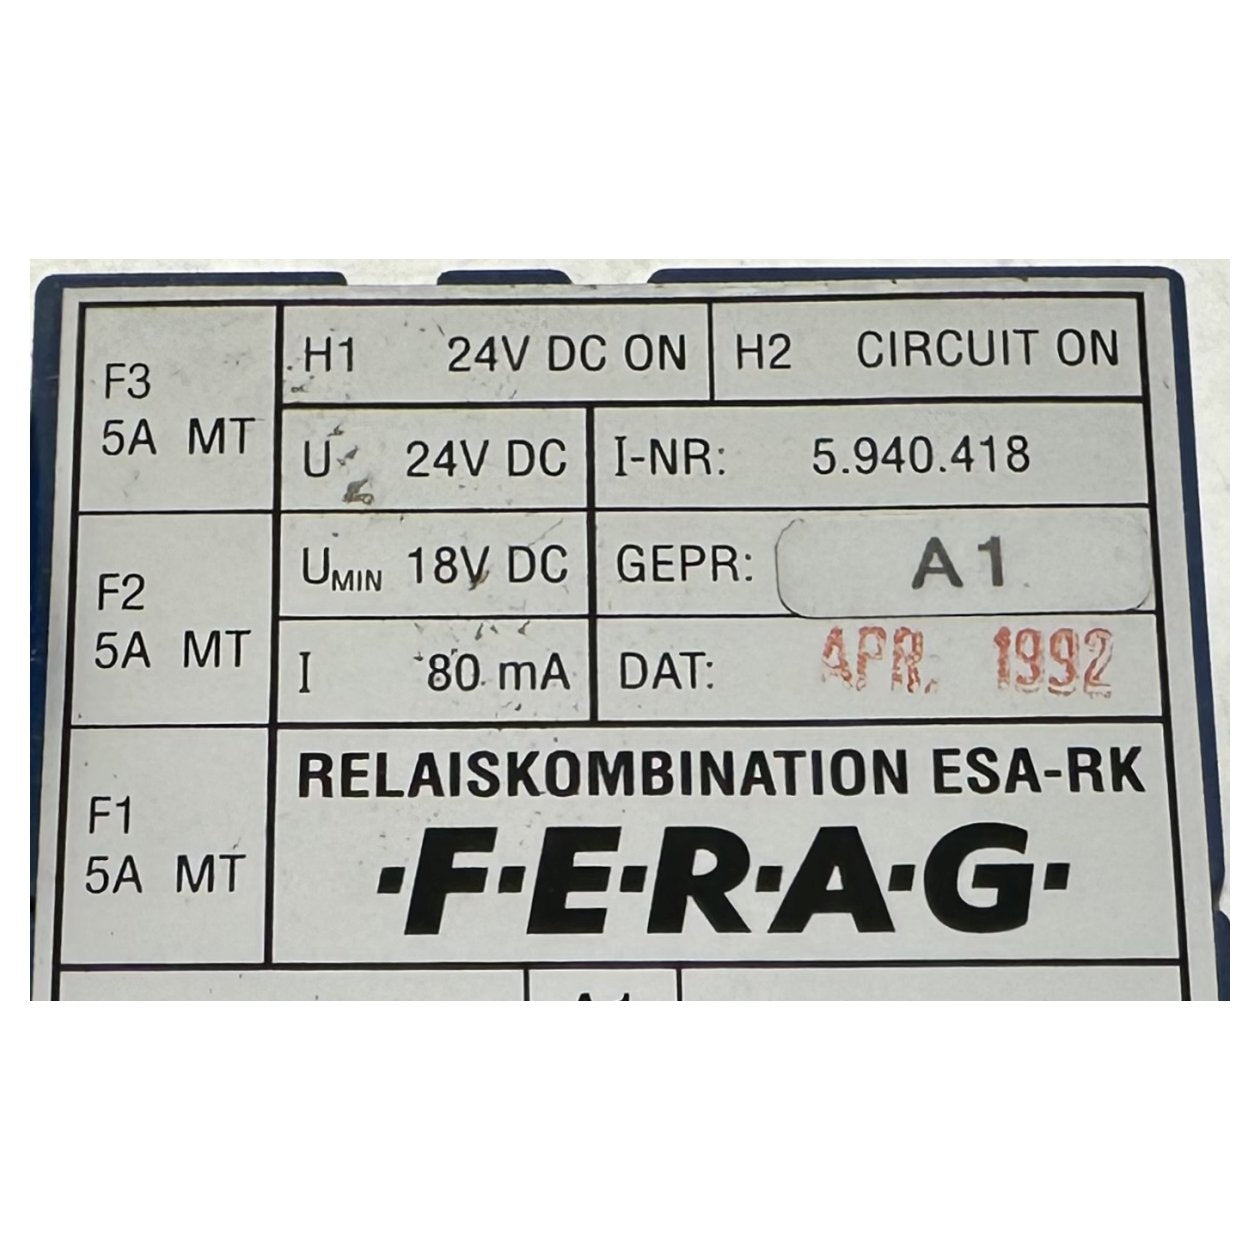 F3
5A MT
H1 24V DC ON
H2 CIRCUIT ON
U 24V DC
I-NR: 5.940.418
F2
5A MT
UMIN 18V DC
GEPR: A1
I 80 mA
DAT: APR. 1992
F1
5A MT
RELAISKOMBINATION ESA-RK
·F·E·R·A·G·